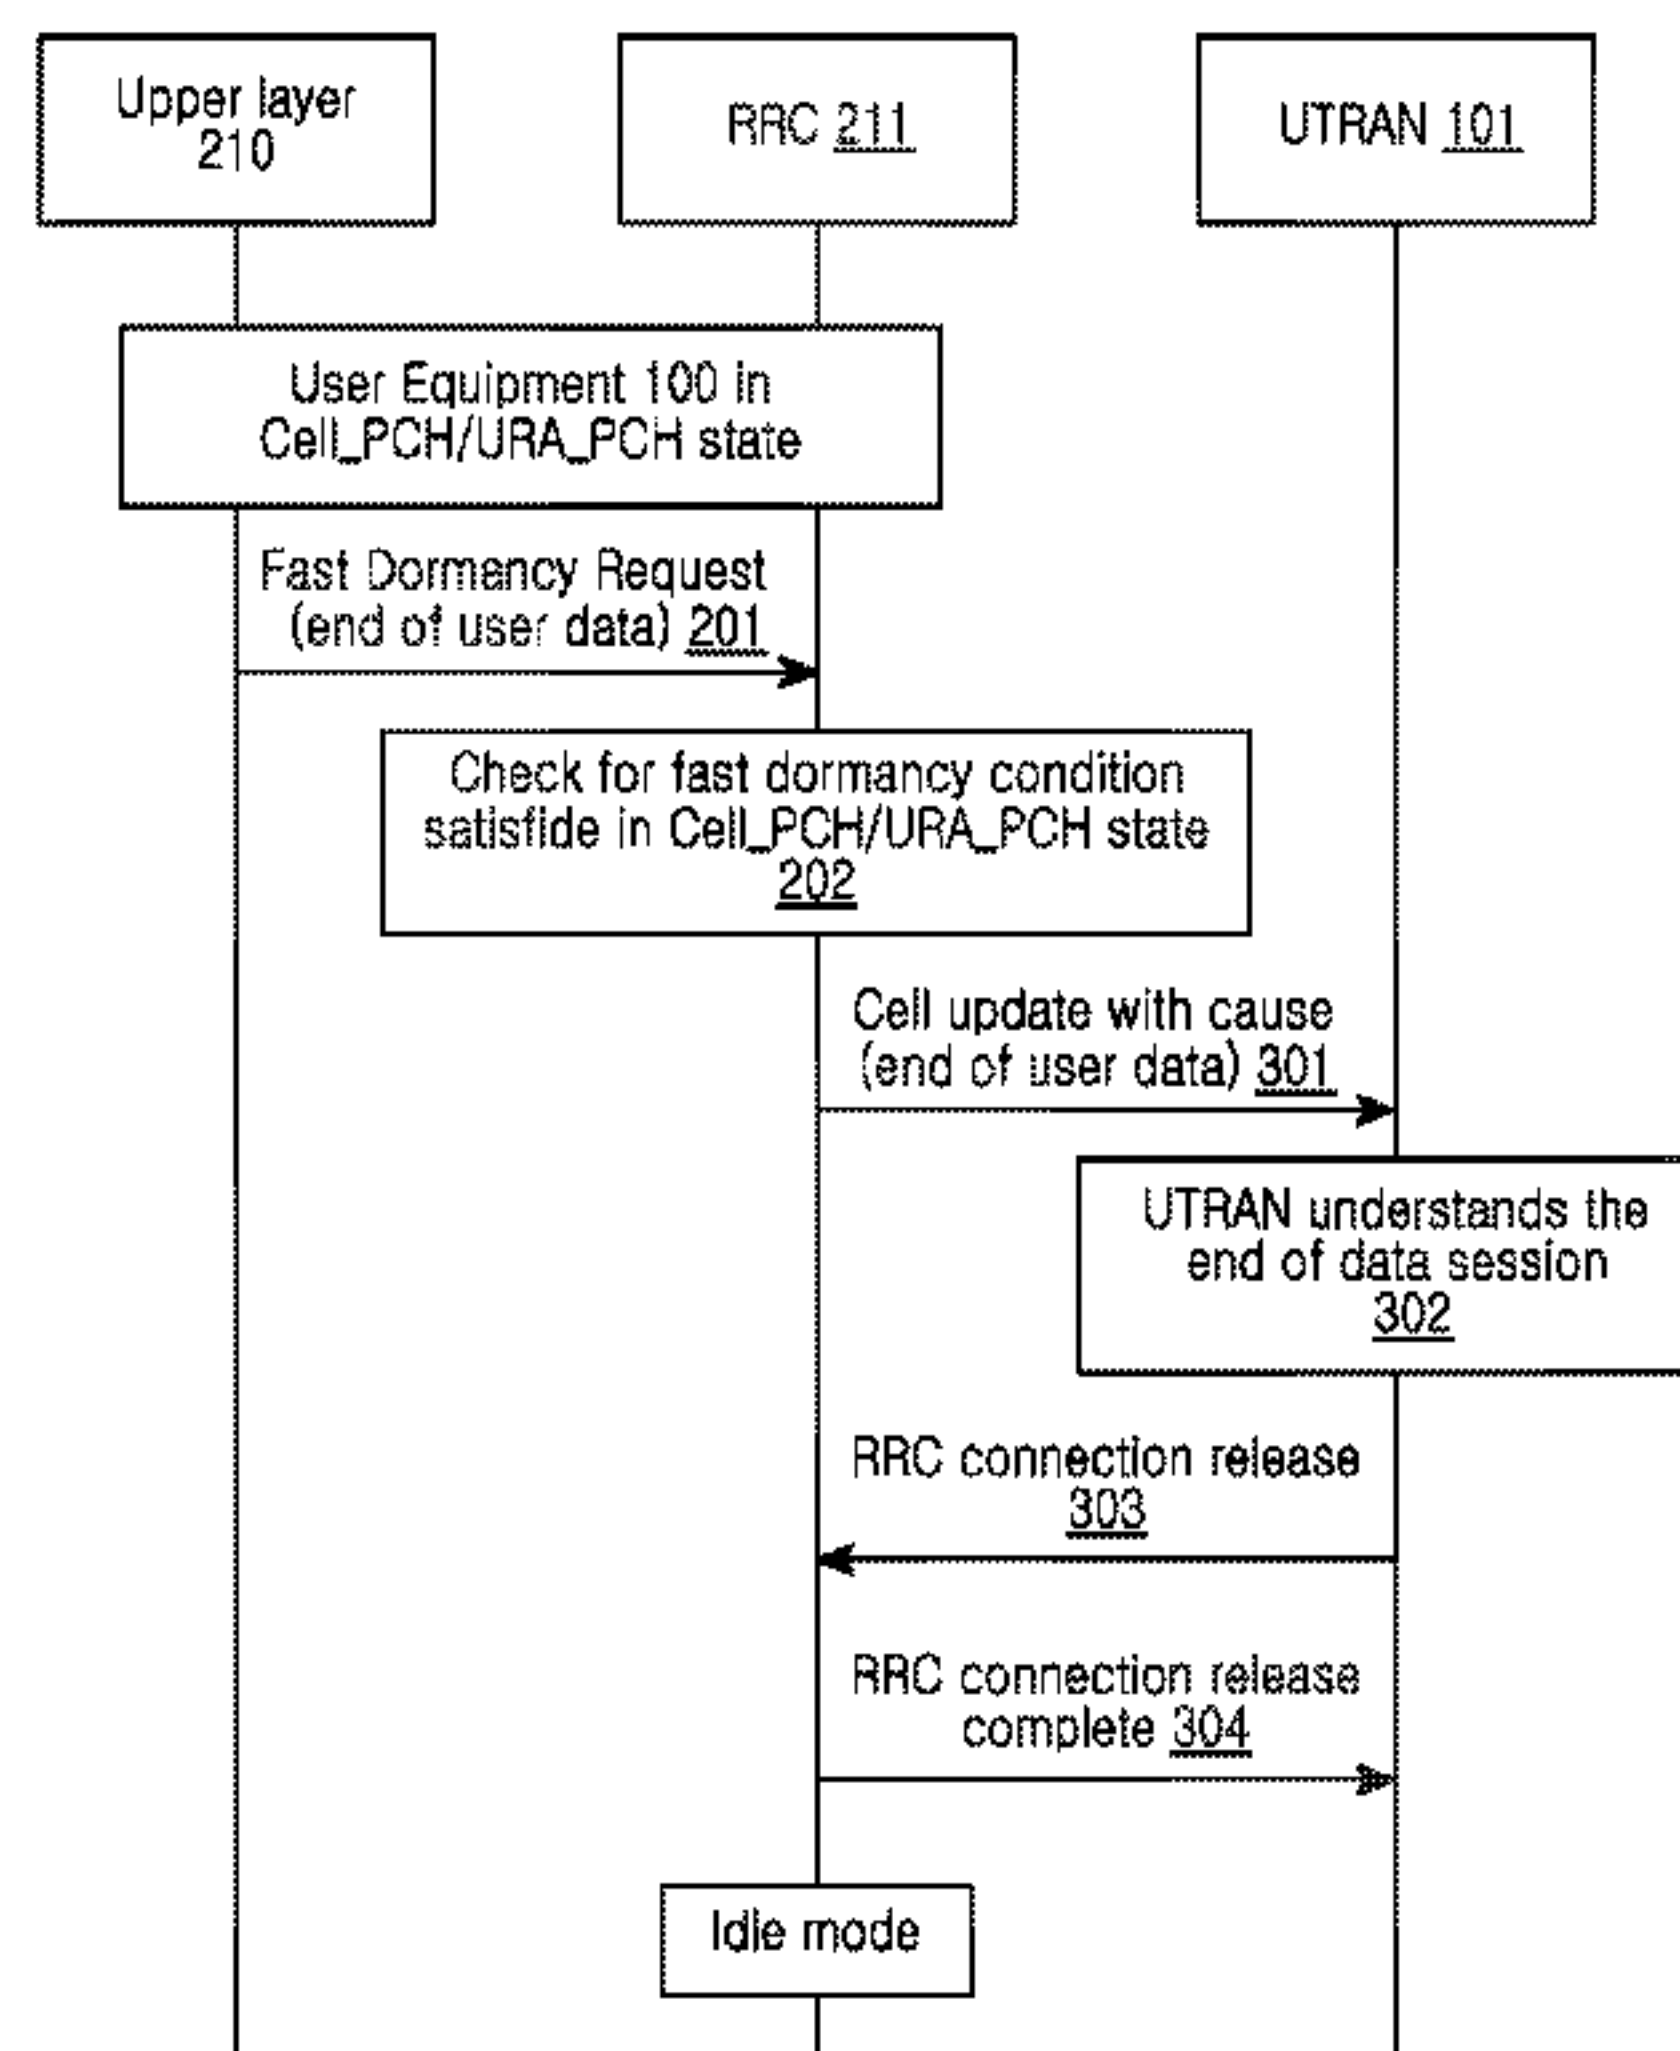 Upper layer
210
RRC 211
UTRAN 101
User Equipment 100 in
Cell_PCH/URA_PCH state
Fast Dormency Request
(end of user data) 201
Check for fast dormancy condition
satisfide in Cell_PCH/URA_PCH state
202
Cell update with cause
(end of user data) 301
UTRAN understands the
end of data session
302
RRC connection release
303
RRC connection release
complete 304
Idle mode